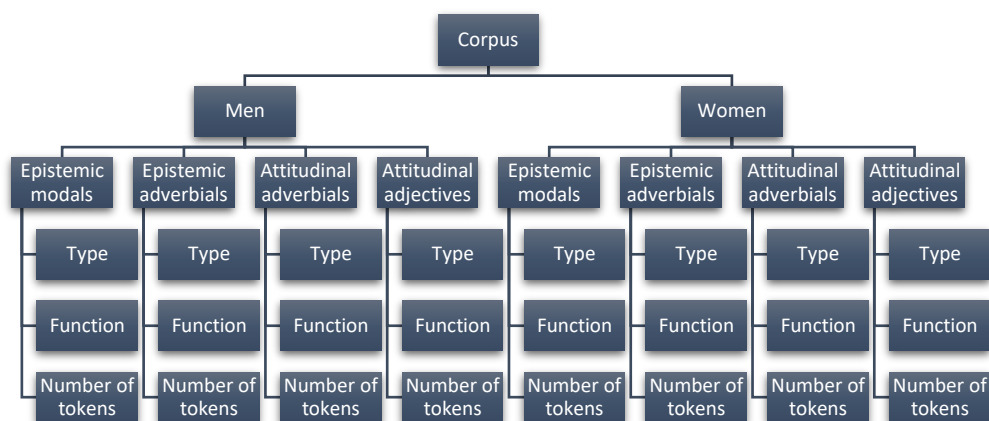 Corpus
Men
Women
Epistemic
modals
Epistemic
adverbials
Attitudinal
adverbials
Attitudinal
adjectives
Epistemic
modals
Epistemic
adverbials
Attitudinal
adverbials
Attitudinal
adjectives
Type
Type
Type
Type
Type
Type
Type
Type
Function
Function
Function
Function
Function
Function
Function
Function
Number of
tokens
Number of
tokens
Number of
tokens
Number of
tokens
Number of
tokens
Number of
tokens
Number of
tokens
Number of
tokens